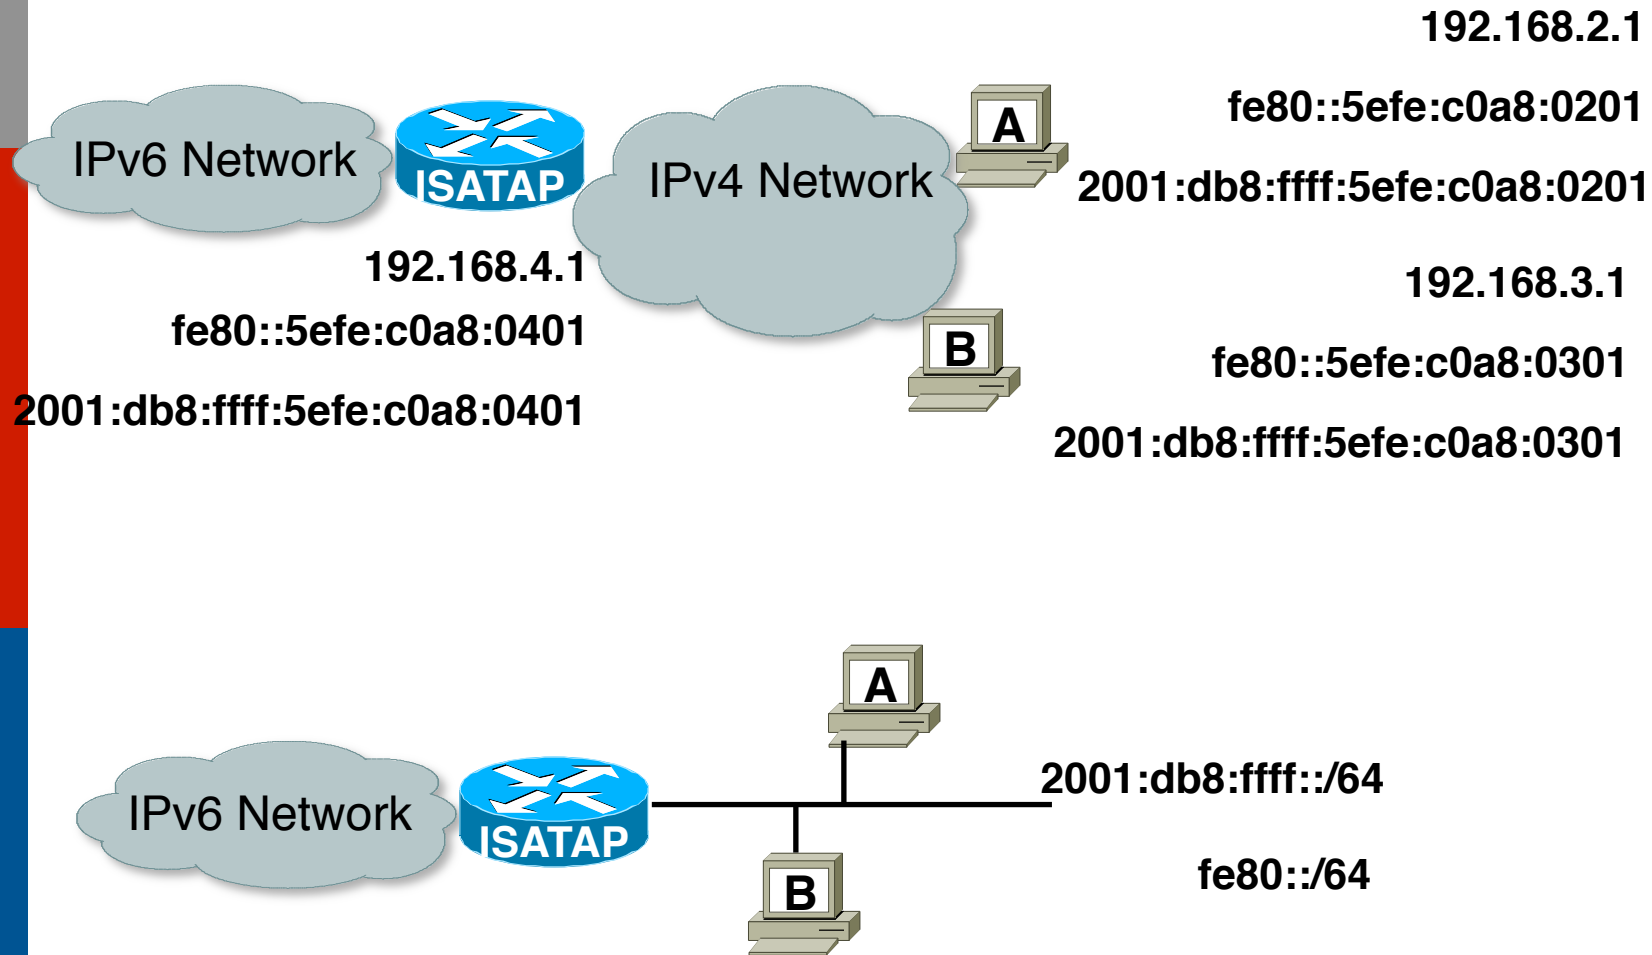 192.168.2.1
fe80::5efe:c0a8:0201
2001:db8:ffff:5efe:c0a8:0201
A
IPv6 Network
ISATAP
IPv4 Network
192.168.4.1
fe80::5efe:c0a8:0401
2001:db8:ffff:5efe:c0a8:0401
192.168.3.1
B
fe80::5efe:c0a8:0301
2001:db8:ffff:5efe:c0a8:0301
A
IPv6 Network
ISATAP
2001:db8:ffff::/64
B
fe80::/64